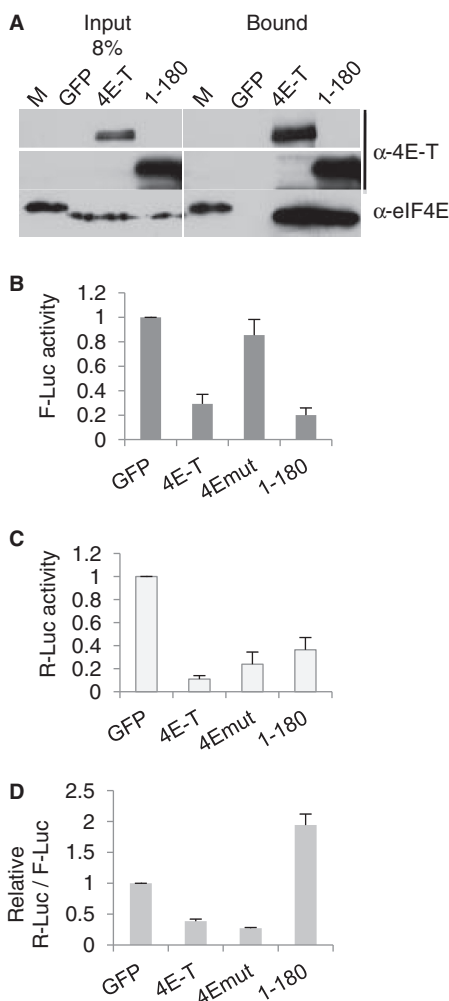 A
Input
8%
Bound
M GFP 4E-T 1-180 M GFP 4E-T 1-180
α-4E-T
α-eIF4E
B
F-Luc activity
1.2
1
0.8
0.6
0.4
0.2
0
GFP 4E-T 4Emut 1-180
C
R-Luc activity
1.2
1
0.8
0.6
0.4
0.2
0
GFP 4E-T 4Emut 1-180
D
Relative
R-Luc / F-Luc
2.5
2
1.5
1
0.5
0
GFP 4E-T 4Emut 1-180